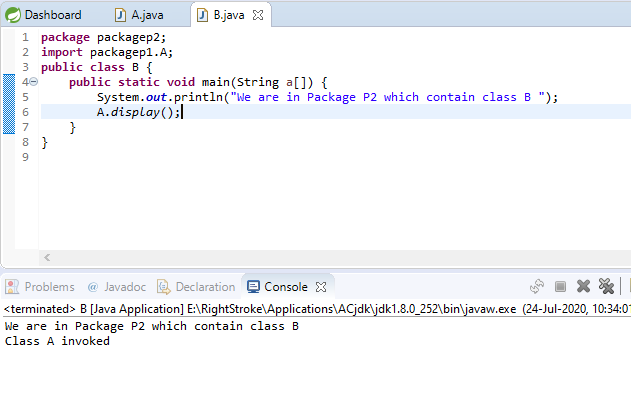 Dashboard A.java B.java
1 package packagep2;
2 import packagep1.A;
3 public class B {
4 public static void main(String a[]) {
5 System.out.println("We are in Package P2 which contain class B ");
6 A.display();
7 }
8 }
9
Problems @ Javadoc Declaration Console
<terminated> B [Java Application] E:\RightStroke\Applications\ACjdk\jdk1.8.0_252\bin\javaw.exe (24-Jul-2020, 10:34:01
We are in Package P2 which contain class B
Class A invoked